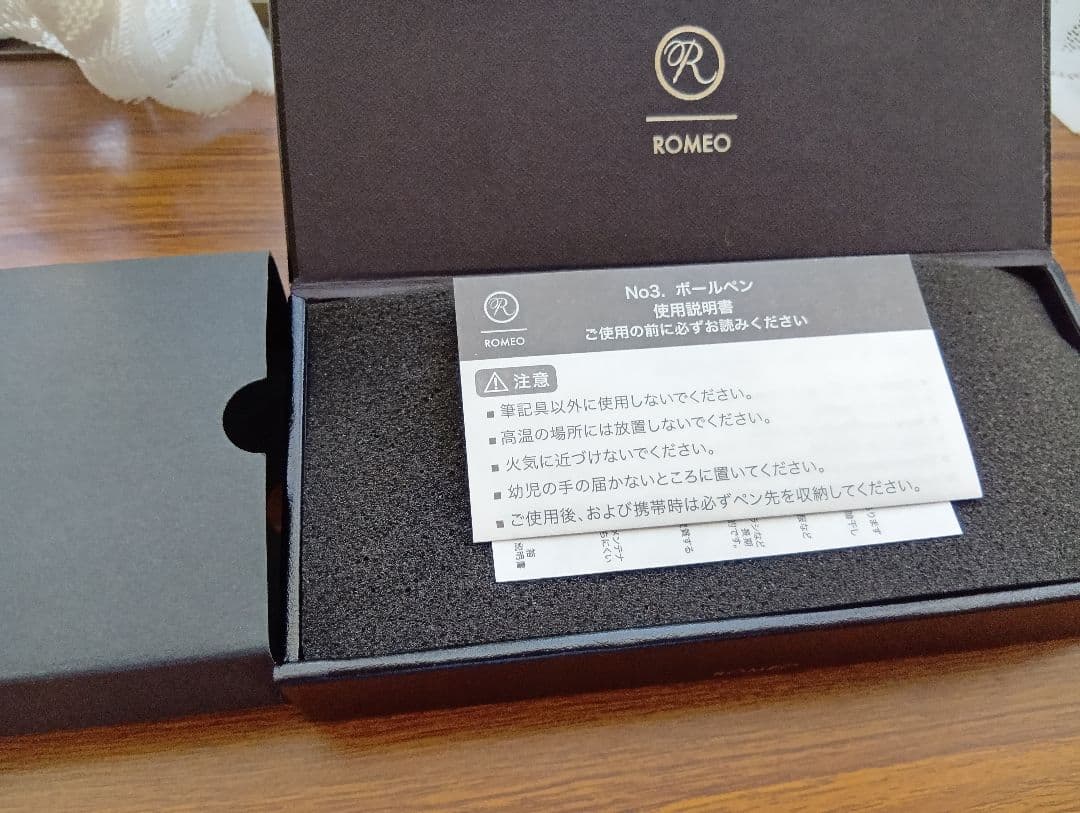 R
ROMEO
R
ROMEO
No3. ボールペン
使用説明書
ご使用の前に必ずお読みください
注意
■ 筆記具以外に使用しないでください。
■ 高温の場所には放置しないでください。
■ 火気に近づけないでください。
■ 幼児の手の届かないところに置いてください。
■ ご使用後、および携帯時は必ずペン先を収納してください。